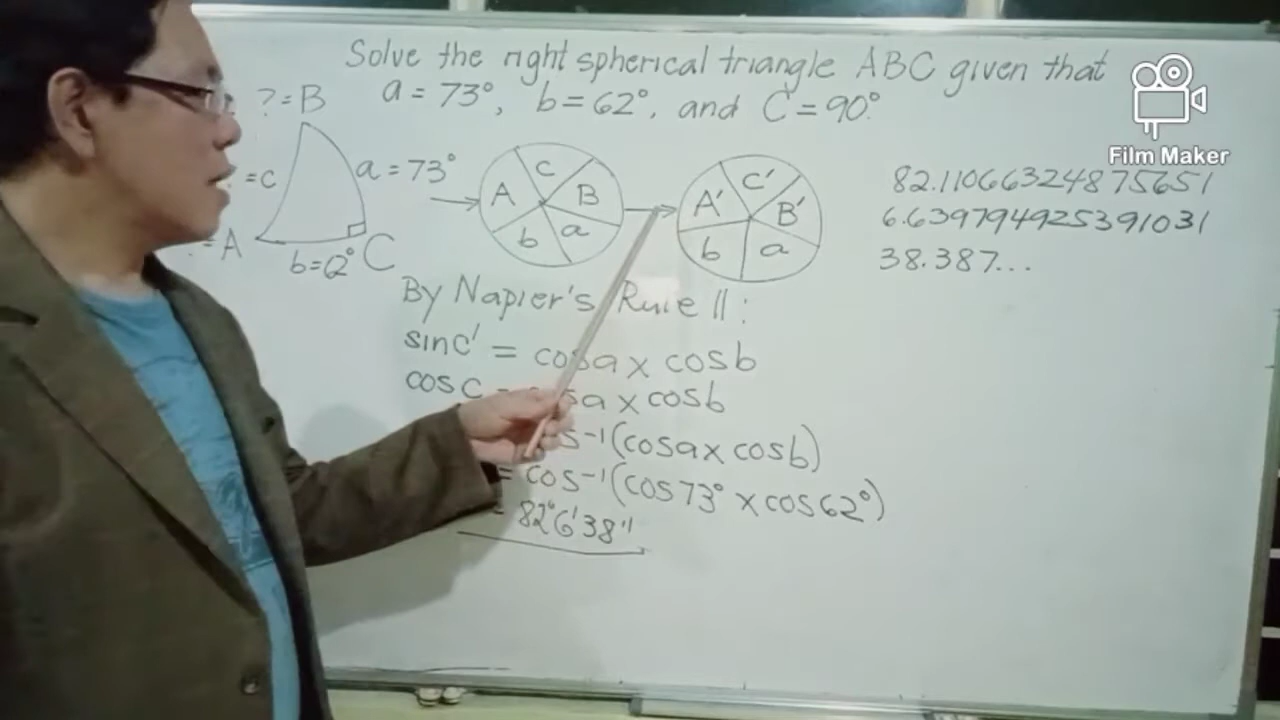 Solve the right spherical triangle ABC given that
a = 73°, b = 62°, and C = 90°.
Film Maker
? = B
= c
a = 73°
= A
b = 62°
C
A c B
b a
A' c' B'
b a
82.11066324875651
6.639794925391031
38.387...
By Napier's Rule II:
sin c' = cos a x cos b
cos c = cos a x cos b
cos⁻¹(cos a x cos b)
= cos⁻¹(cos 73° x cos 62°)
= 82°6'38"